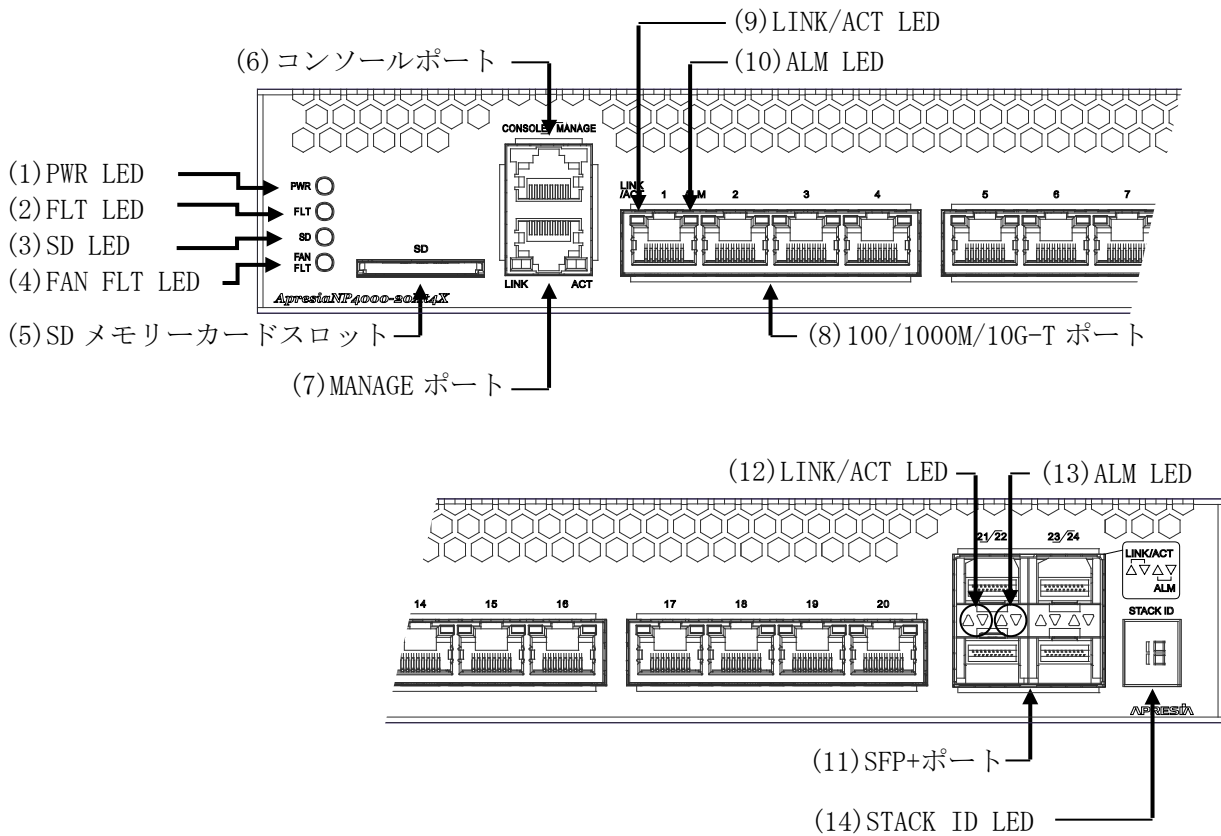 (9)LINK/ACT LED
(6)コンソールポート
(10)ALM LED
CONSOLE/MANAGE
(1)PWR LED
PWR
(2)FLT LED
FLT
(3)SD LED
SD
(4)FAN FLT LED
FAN
FLT
SD
LINK
/ACT
1
ALM
2
3
4
5
6
7
LINK
ACT
(5)SD メモリーカードスロット
(8)100/1000M/10G-T ポート
(7)MANAGE ポート
(12)LINK/ACT LED
(13)ALM LED
21/22
23/24
LINK/ACT
ALM
14
15
16
17
18
19
20
STACK ID
APRESIA
(11)SFP+ポート
(14)STACK ID LED